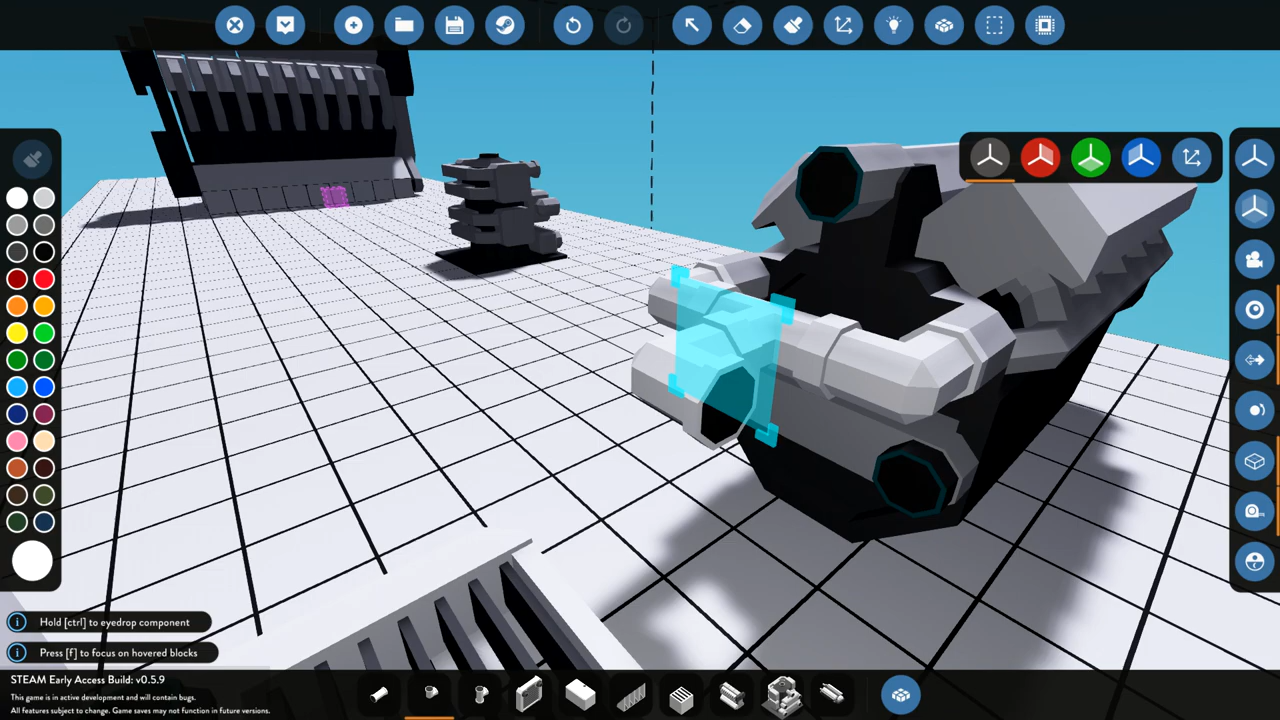 Hold [ctrl] to eyedrop component
Press [f] to focus on hovered blocks
STEAM Early Access Build: v0.5.9
This game is in active development and will contain bugs.
All features subject to change. Game saves may not function in future versions.